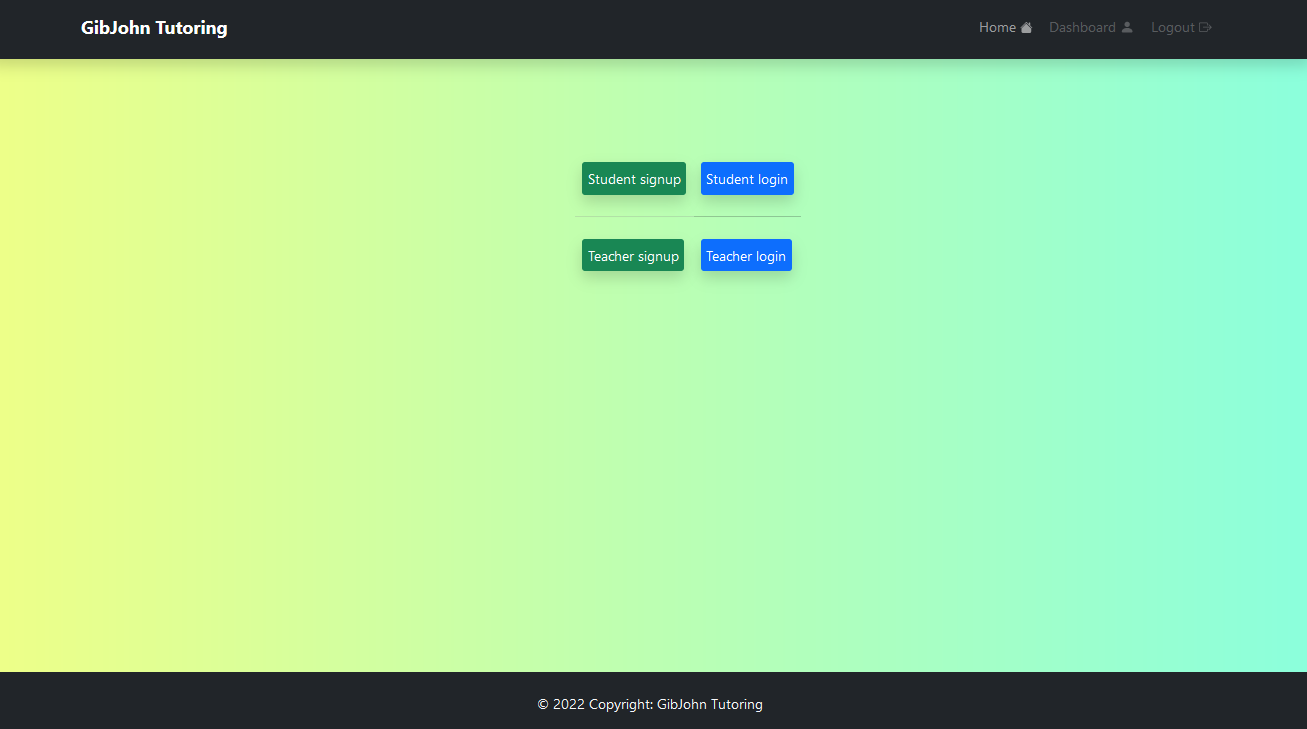 GibJohn Tutoring
Home Dashboard Logout
Student signup Student login
Teacher signup Teacher login
© 2022 Copyright: GibJohn Tutoring